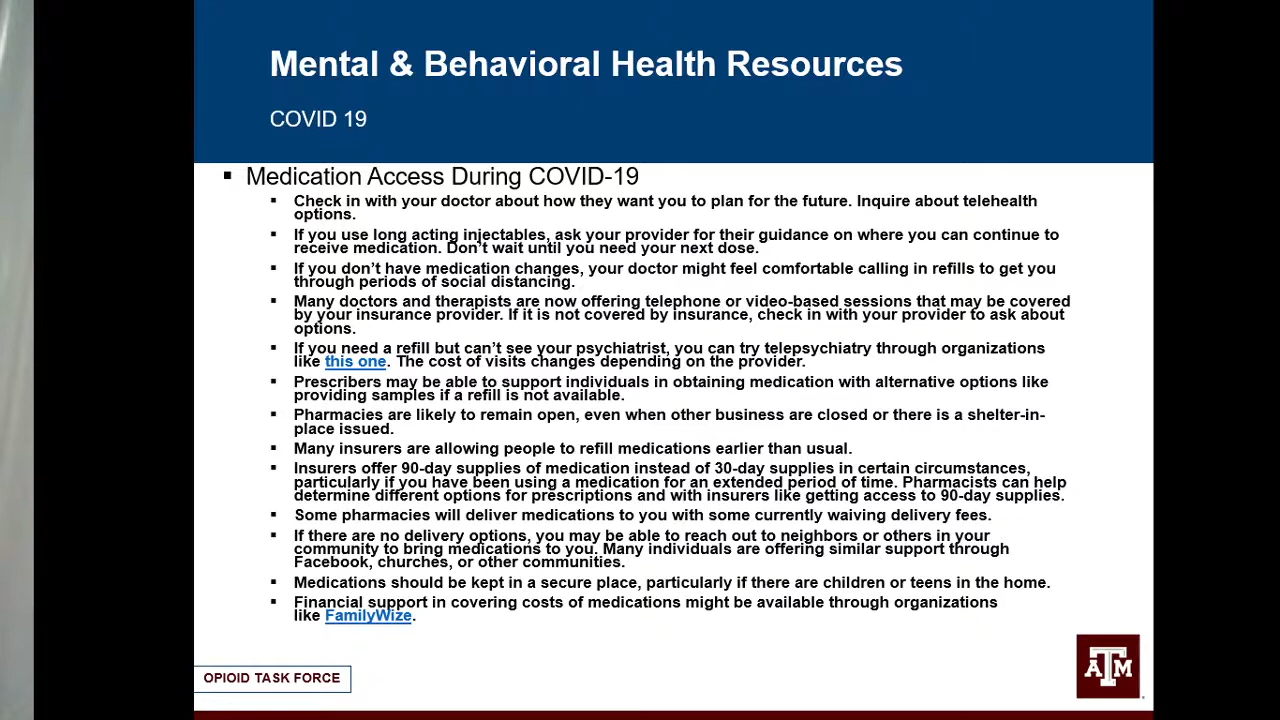 Mental & Behavioral Health Resources
COVID 19
▪ Medication Access During COVID-19
▪ Check in with your doctor about how they want you to plan for the future. Inquire about telehealth
options.
▪ If you use long acting injectables, ask your provider for their guidance on where you can continue to
receive medication. Don't wait until you need your next dose.
▪ If you don't have medication changes, your doctor might feel comfortable calling in refills to get you
through periods of social distancing.
▪ Many doctors and therapists are now offering telephone or video-based sessions that may be covered
by your insurance provider. If it is not covered by insurance, check in with your provider to ask about
options.
▪ If you need a refill but can't see your psychiatrist, you can try telepsychiatry through organizations
like this one. The cost of visits changes depending on the provider.
▪ Prescribers may be able to support individuals in obtaining medication with alternative options like
providing samples if a refill is not available.
▪ Pharmacies are likely to remain open, even when other business are closed or there is a shelter-in-
place issued.
▪ Many insurers are allowing people to refill medications earlier than usual.
▪ Insurers offer 90-day supplies of medication instead of 30-day supplies in certain circumstances,
particularly if you have been using a medication for an extended period of time. Pharmacists can help
determine different options for prescriptions and with insurers like getting access to 90-day supplies.
▪ Some pharmacies will deliver medications to you with some currently waiving delivery fees.
▪ If there are no delivery options, you may be able to reach out to neighbors or others in your
community to bring medications to you. Many individuals are offering similar support through
Facebook, churches, or other communities.
▪ Medications should be kept in a secure place, particularly if there are children or teens in the home.
▪ Financial support in covering costs of medications might be available through organizations
like FamilyWize.
OPIOID TASK FORCE
ATM